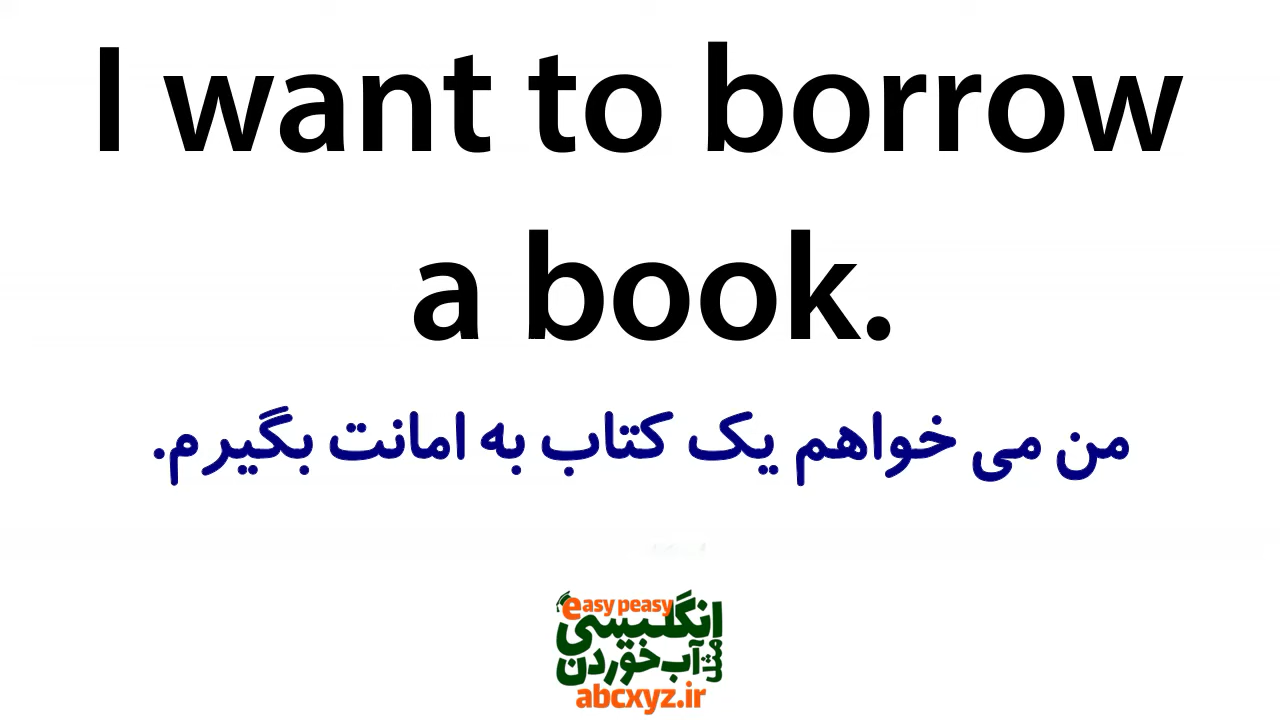 I want to borrow
a book.
من می خواهم یک کتاب به امانت بگیرم.
easy peasy
انگلیسی
مثل آب خوردن
abcxyz.ir